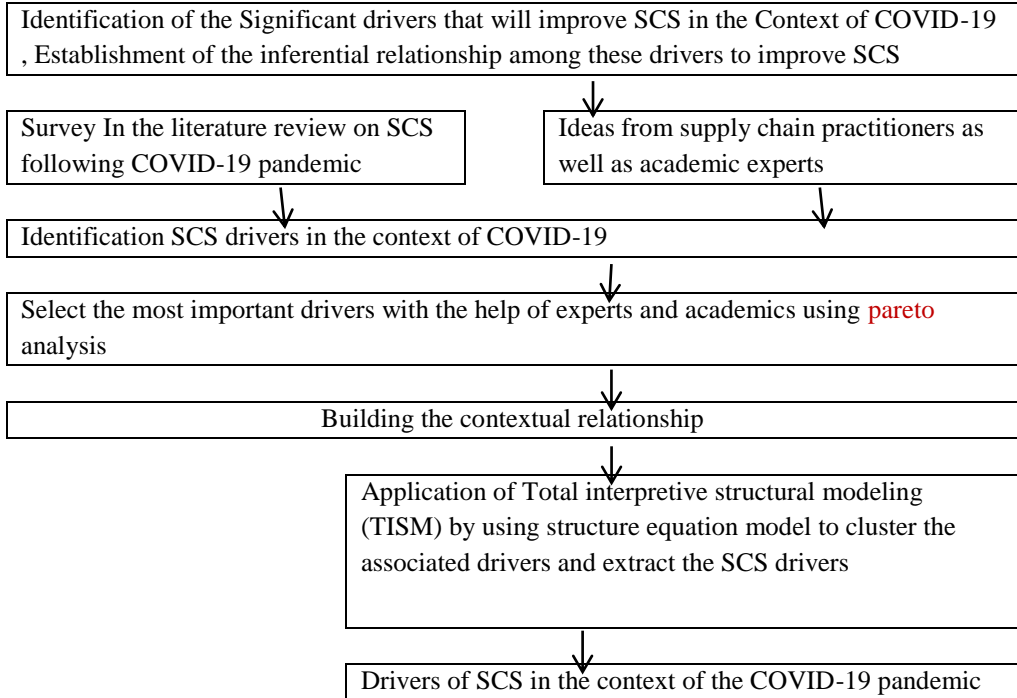 Identification of the Significant drivers that will improve SCS in the Context of COVID-19
, Establishment of the inferential relationship among these drivers to improve SCS
Survey In the literature review on SCS
following COVID-19 pandemic
Ideas from supply chain practitioners as
well as academic experts
Identification SCS drivers in the context of COVID-19
Select the most important drivers with the help of experts and academics using pareto
analysis
Building the contextual relationship
Application of Total interpretive structural modeling
(TISM) by using structure equation model to cluster the
associated drivers and extract the SCS drivers
Drivers of SCS in the context of the COVID-19 pandemic